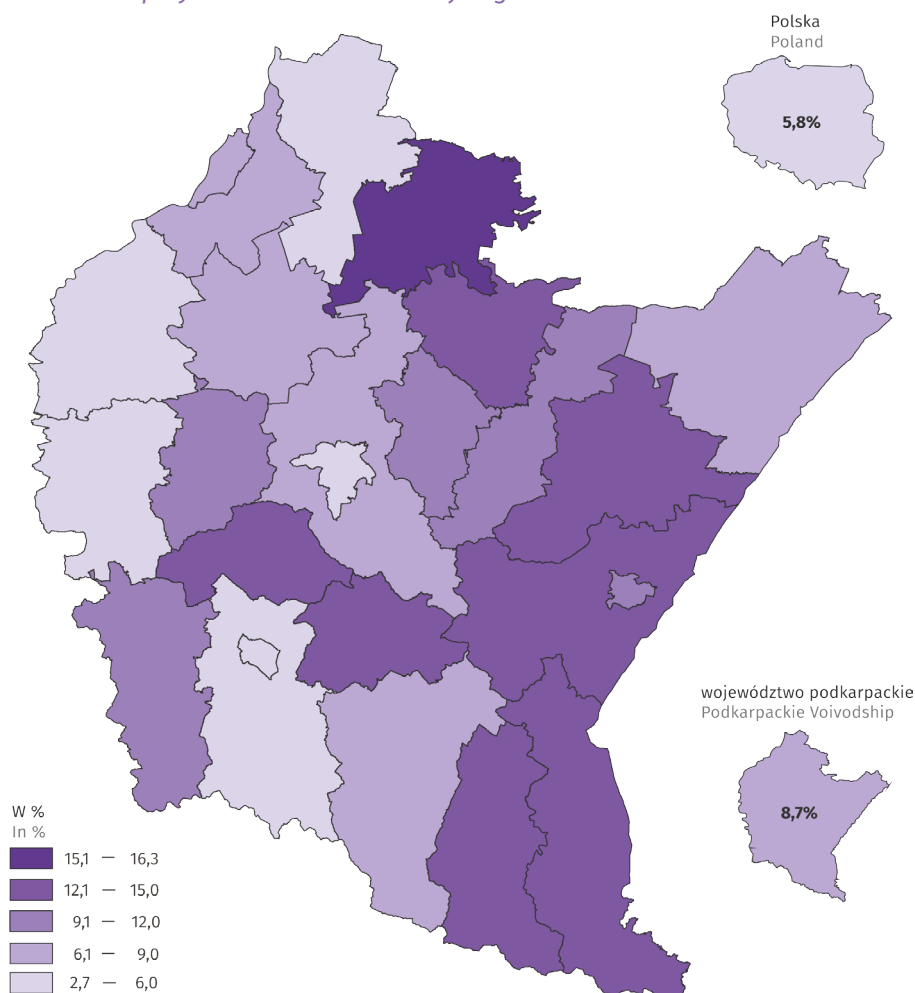 Polska
Poland
5,8%
województwo podkarpackie
Podkarpackie Voivodship
8,7%
W %
In %
15,1 — 16,3
12,1 — 15,0
9,1 — 12,0
6,1 — 9,0
2,7 — 6,0